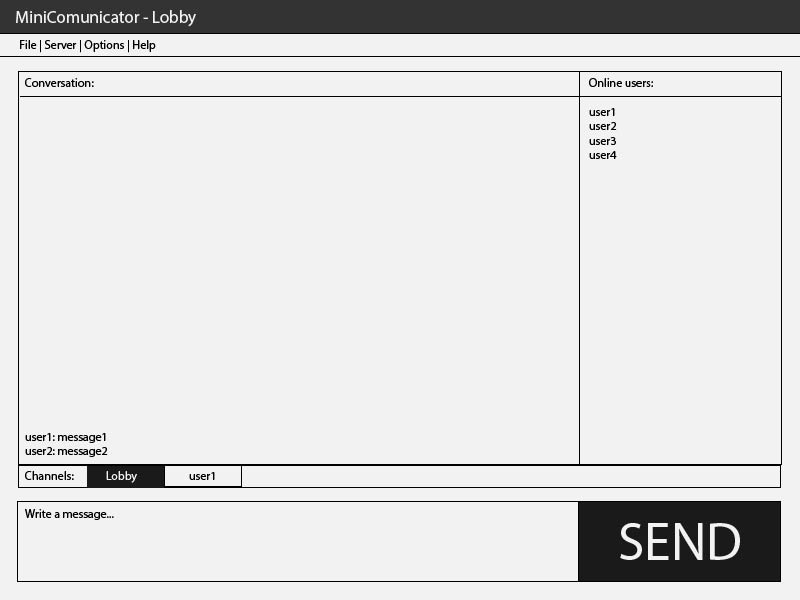 MiniComunicator - Lobby
File | Server | Options | Help
Conversation:
Online users:
user1
user2
user3
user4
user1: message1
user2: message2
Channels:
Lobby
user1
Write a message...
SEND